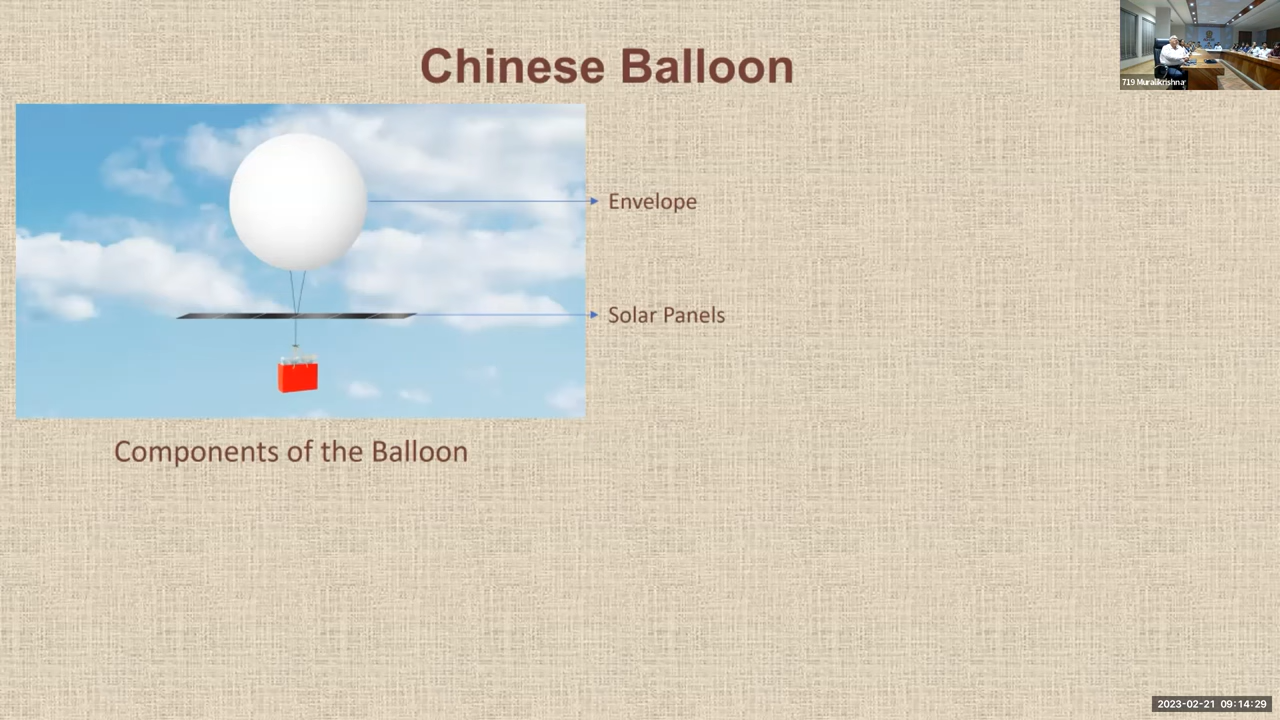 Chinese Balloon
719 Muralikrishna
Envelope
Solar Panels
Components of the Balloon
2023-02-21 09:14:29